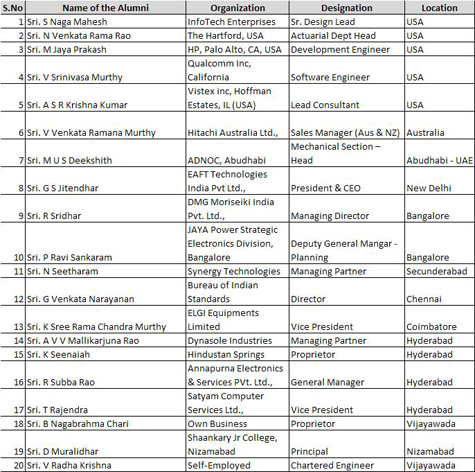 S.No Name of the Alumni Organization Designation Location
1 Sri. S Naga Mahesh InfoTech Enterprises Sr. Design Lead USA
2 Sri. N Venkata Rama Rao The Hartford, USA Actuarial Dept Head USA
3 Sri. M Jaya Prakash HP, Palo Alto, CA, USA Development Engineer USA
Qualcomm Inc,
4 Sri. V Srinivasa Murthy California Software Engineer USA
Vistex inc, Hoffman
5 Sri. A S R Krishna Kumar Estates, IL (USA) Lead Consultant USA
6 Sri. V Venkata Ramana Murthy Hitachi Australia Ltd., Sales Manager (Aus & NZ) Australia
Mechanical Section –
7 Sri. M U S Deekshith ADNOC, Abudhabi Head Abudhabi - UAE
EAFT Technologies
8 Sri. G S Jitendhar India Pvt Ltd., President & CEO New Delhi
DMG Moriseiki India
9 Sri. R Sridhar Pvt. Ltd., Managing Director Bangalore
JAYA Power Strategic
Electronics Division, Deputy General Mangar -
10 Sri. P Ravi Sankaram Bangalore Planning Bangalore
11 Sri. N Seetharam Synergy Technologies Managing Partner Secunderabad
Bureau of Indian
12 Sri. G Venkata Narayanan Standards Director Chennai
ELGI Equipments
13 Sri. K Sree Rama Chandra Murthy Limited Vice President Coimbatore
14 Sri. A V V Mallikarjuna Rao Dynasole Industries Managing Partner Hyderabad
15 Sri. K Seenaiah Hindustan Springs Proprietor Hyderabad
Annapurna Electronics
16 Sri. R Subba Rao & Services PVt. Ltd., General Manager Hyderabad
Satyam Computer
17 Sri. T Rajendra Services Ltd., Vice President Hyderabad
18 Sri. B Nagabrahma Chari Own Business Proprietor Vijayawada
Shaankary Jr College,
19 Sri. D Muralidhar Nizamabad Principal Nizamabad
20 Sri. V Radha Krishna Self-Employed Chartered Engineer Vijayawada